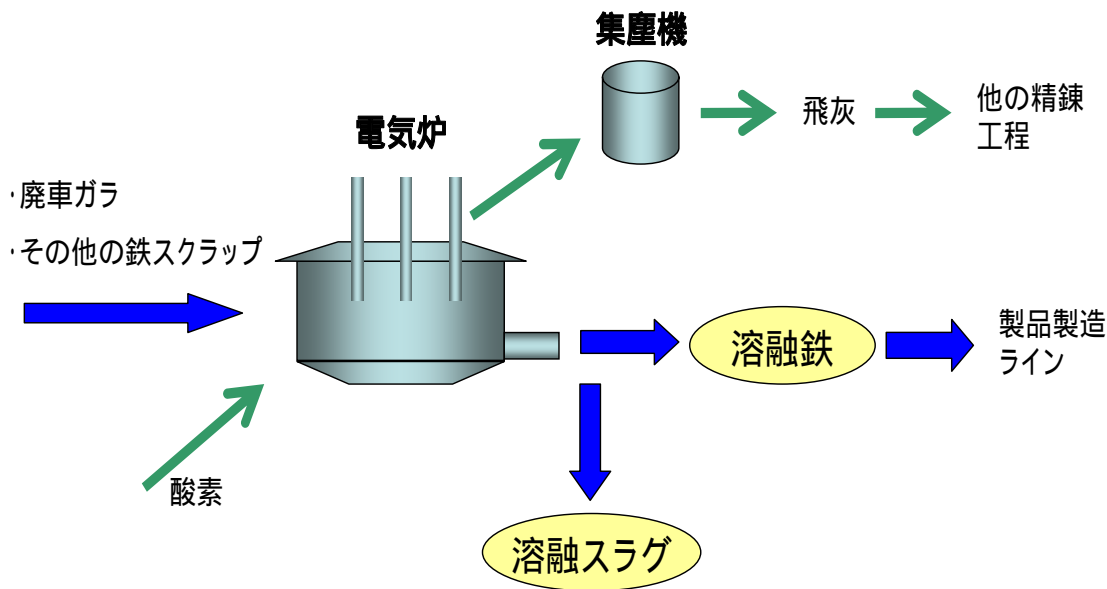 集塵機
電気炉
飛灰
他の精錬
工程
・廃車ガラ
・その他の鉄スクラップ
溶融鉄
製品製造
ライン
酸素
溶融スラグ